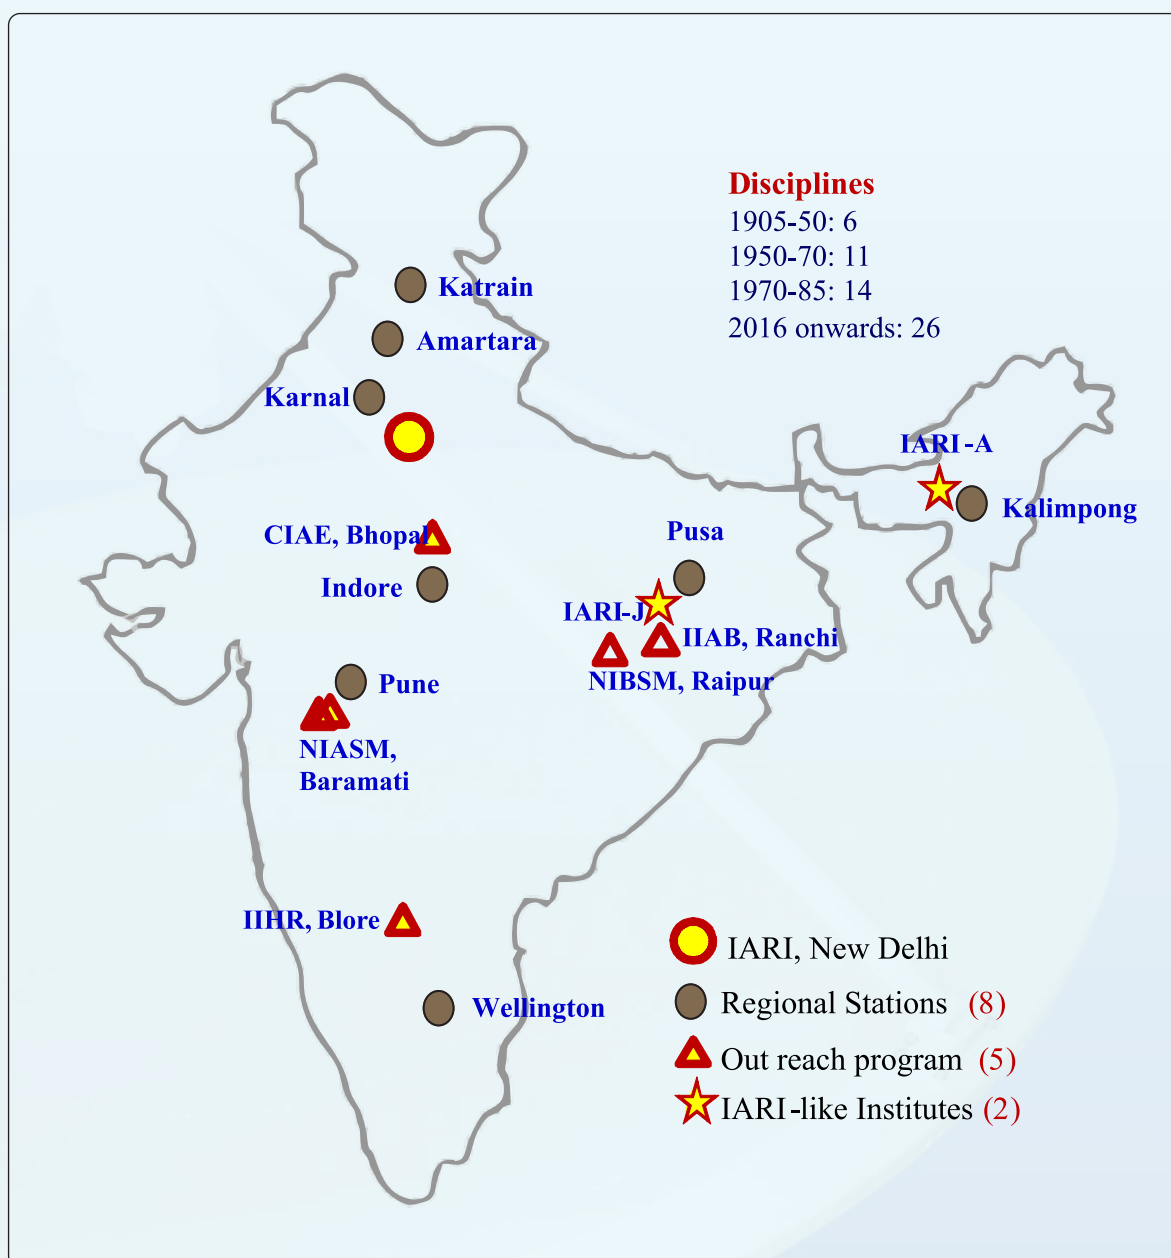 Disciplines
1905-50: 6
1950-70: 11
1970-85: 14
2016 onwards: 26
Katrain
Amartara
Karnal
IARI-A
Kalimpong
CIAE, Bhopal
Pusa
Indore
IARI-J
IIAB, Ranchi
NIBSM, Raipur
Pune
NIASM,
Baramati
IIHR, Blore
Wellington
IARI, New Delhi
Regional Stations (8)
Out reach program (5)
IARI-like Institutes (2)